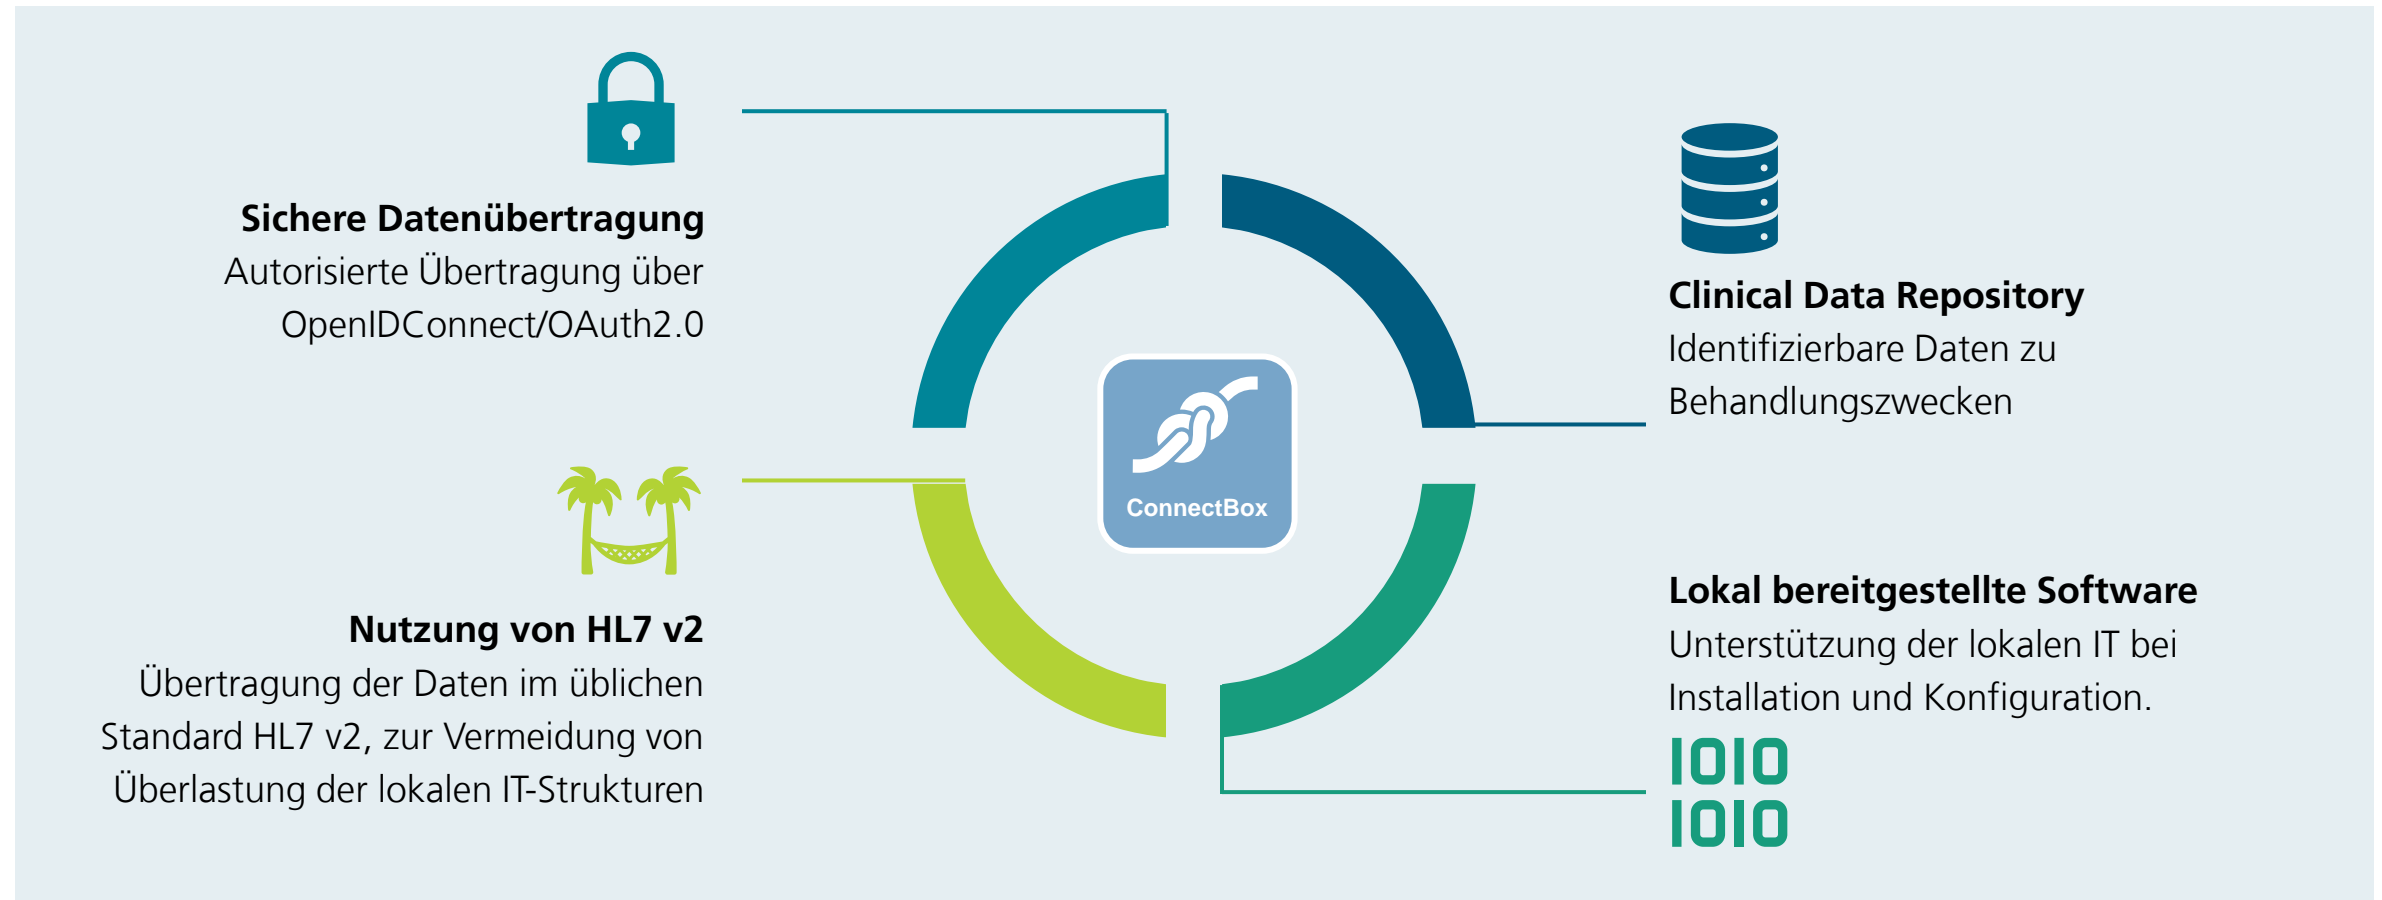 Sichere Datenübertragung
Autorisierte Übertragung über
OpenIDConnect/OAuth2.0
Clinical Data Repository
Identifizierbare Daten zu
Behandlungszwecken
ConnectBox
Nutzung von HL7 v2
Übertragung der Daten im üblichen
Standard HL7 v2, zur Vermeidung von
Überlastung der lokalen IT-Strukturen
Lokal bereitgestellte Software
Unterstützung der lokalen IT bei
Installation und Konfiguration.
1010
1010